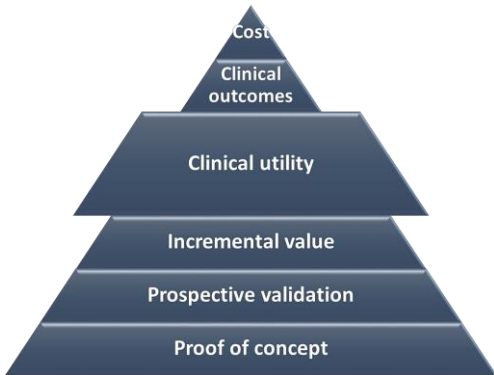 Cost
Clinical
outcomes
Clinical utility
Incremental value
Prospective validation
Proof of concept